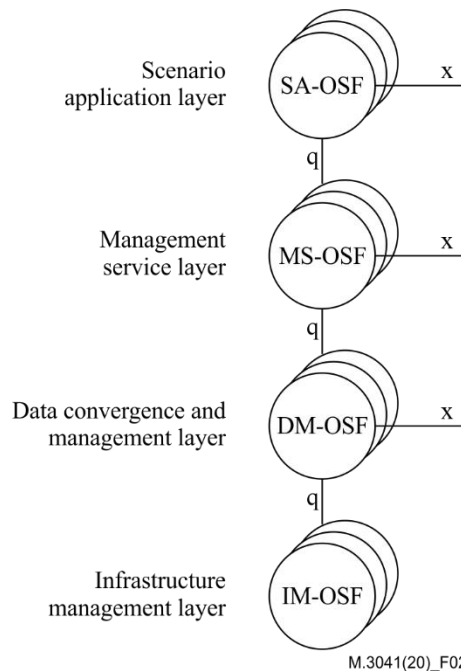 Scenario
application layer
SA-OSF
x
q
Management
service layer
MS-OSF
x
q
Data convergence and
management layer
DM-OSF
x
q
Infrastructure
management layer
IM-OSF
M.3041(20)_F02